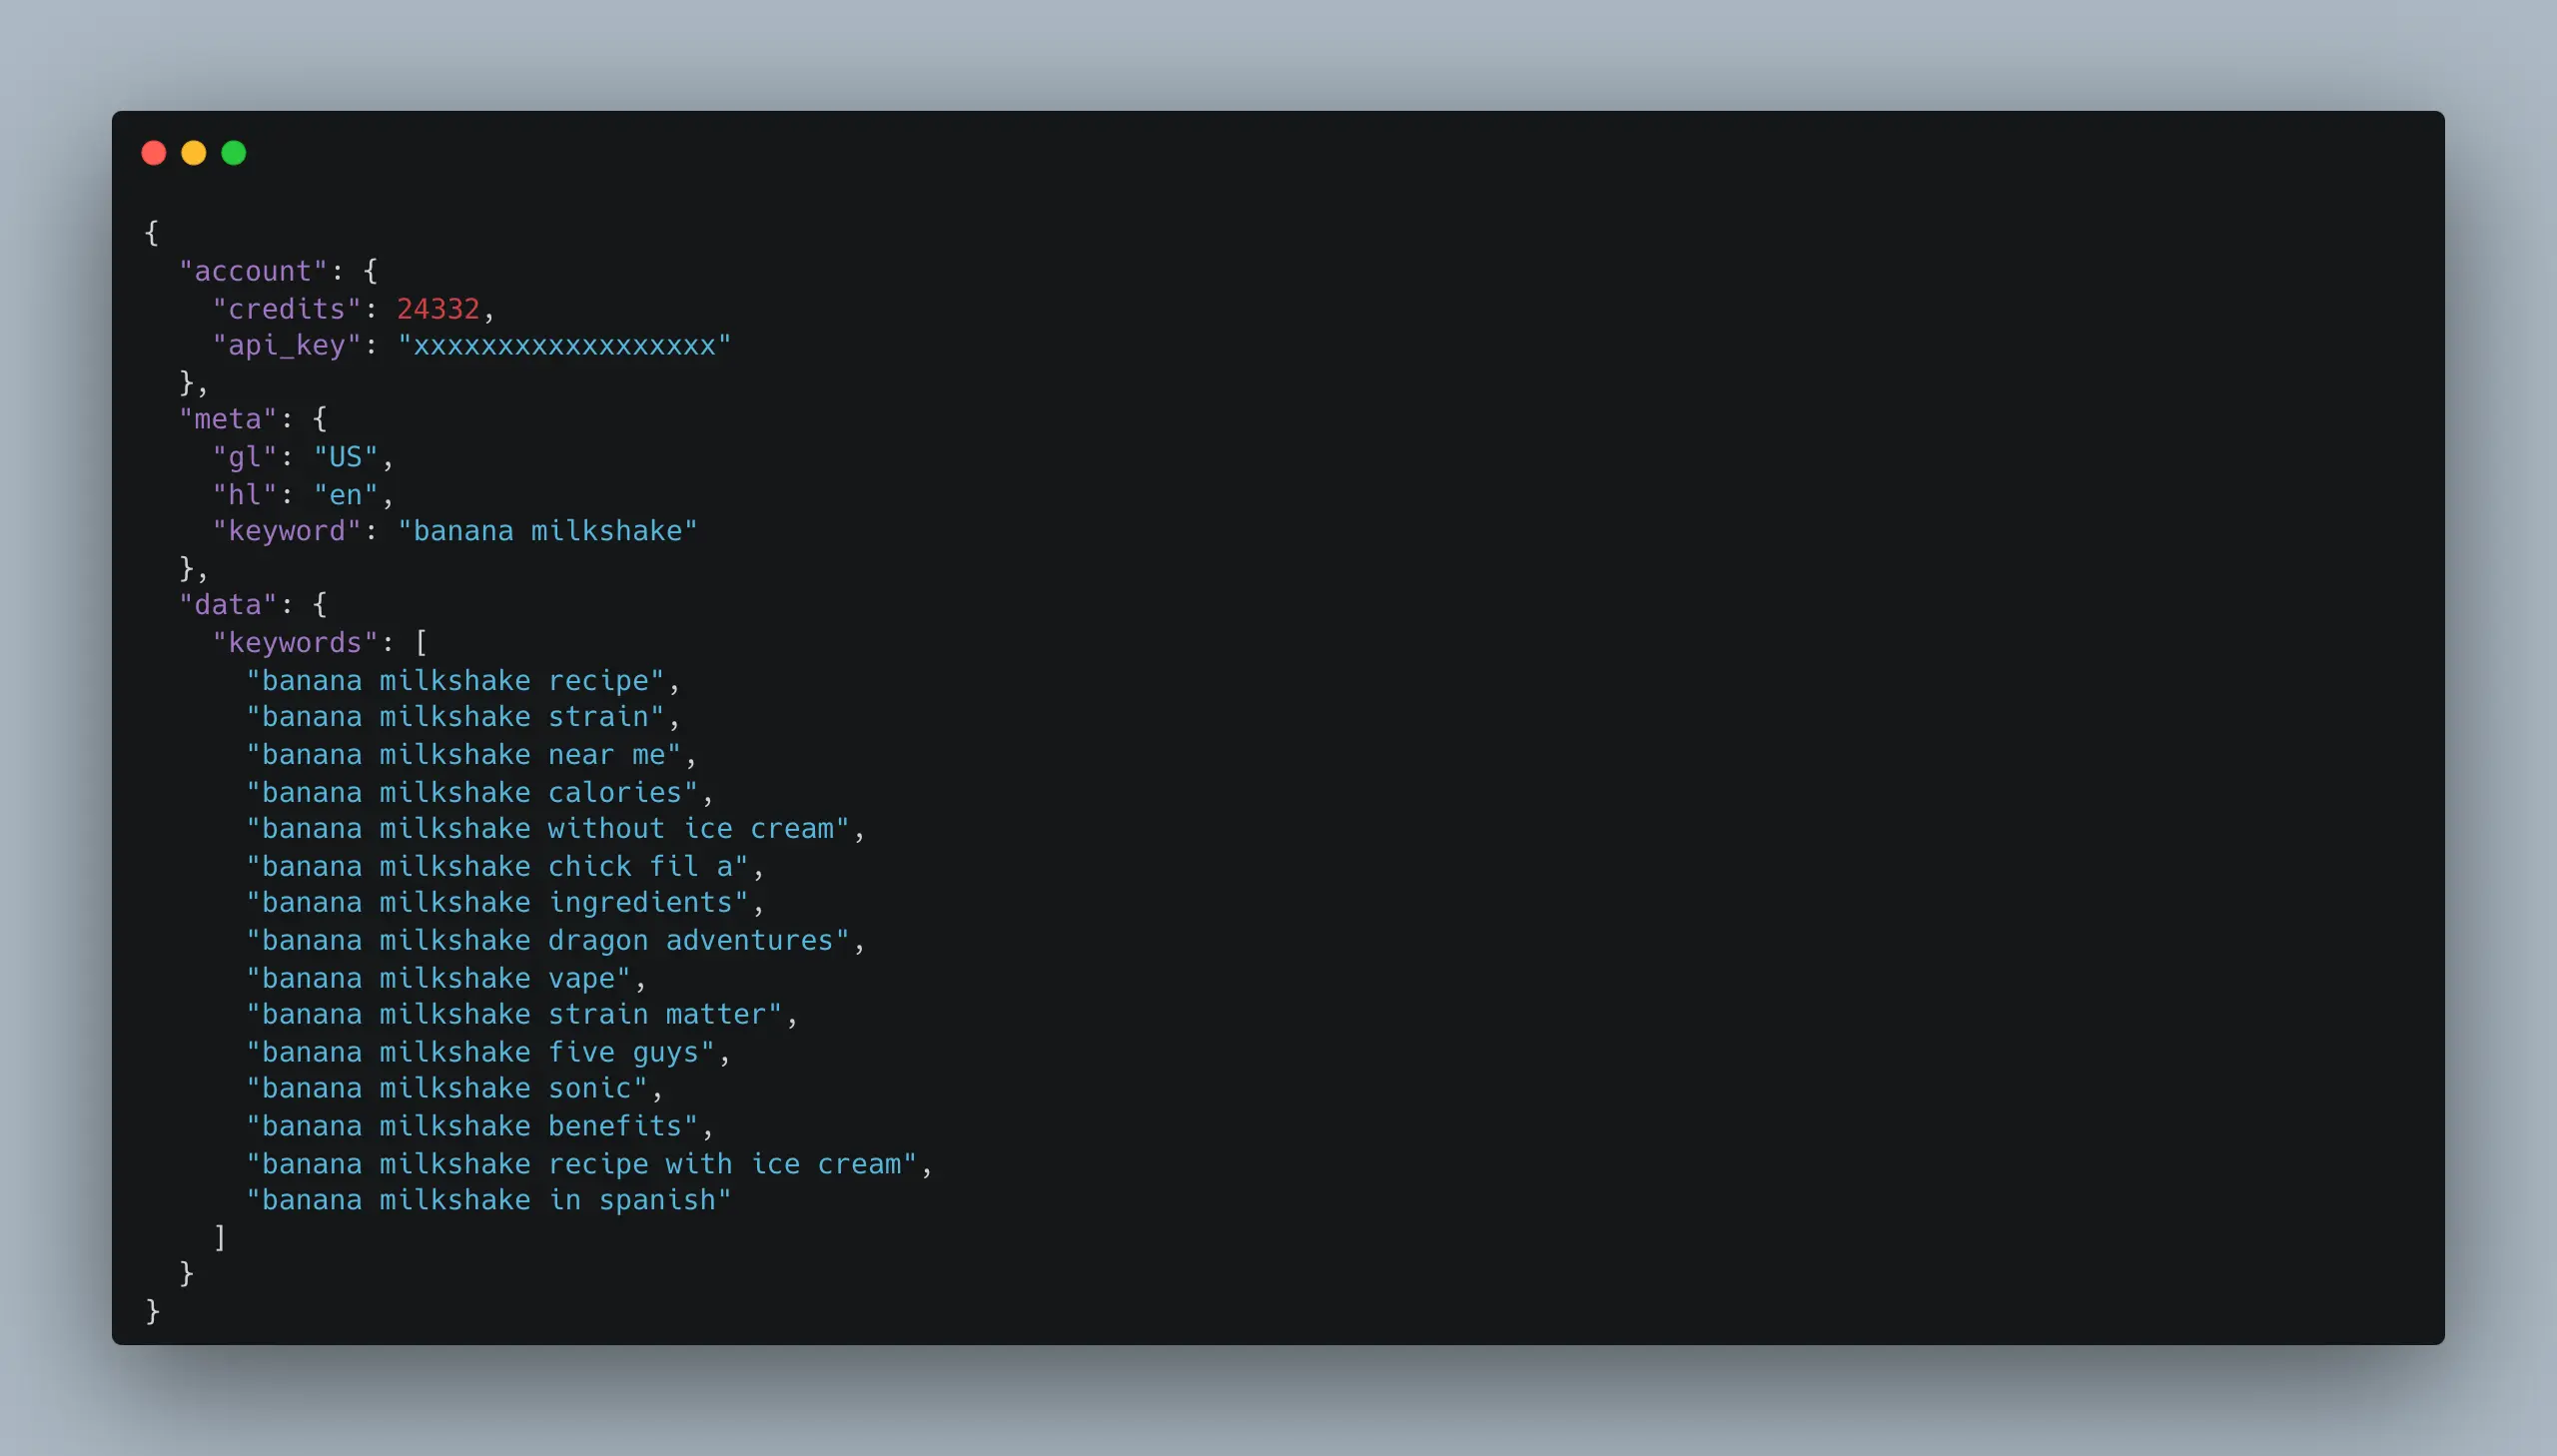 {
  "account": {
    "credits": 24332,
    "api_key": "xxxxxxxxxxxxxxxxxx"
  },
  "meta": {
    "gl": "US",
    "hl": "en",
    "keyword": "banana milkshake"
  },
  "data": {
    "keywords": [
      "banana milkshake recipe",
      "banana milkshake strain",
      "banana milkshake near me",
      "banana milkshake calories",
      "banana milkshake without ice cream",
      "banana milkshake chick fil a",
      "banana milkshake ingredients",
      "banana milkshake dragon adventures",
      "banana milkshake vape",
      "banana milkshake strain matter",
      "banana milkshake five guys",
      "banana milkshake sonic",
      "banana milkshake benefits",
      "banana milkshake recipe with ice cream",
      "banana milkshake in spanish"
    ]
  }
}